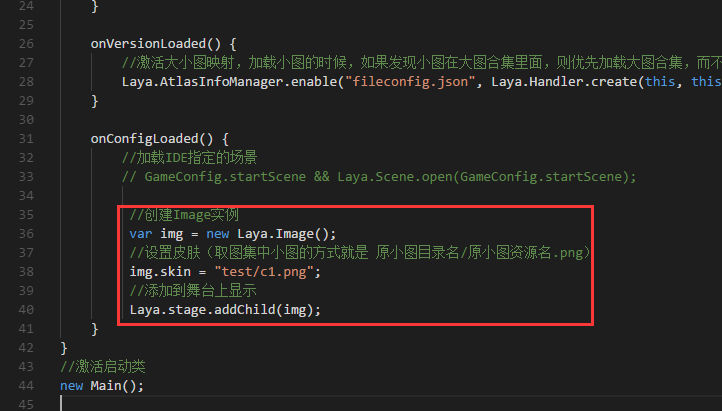 24 }
25
26 onVersionLoaded() {
27 //激活大小图映射，加载小图的时候，如果发现小图在大图合集里面，则优先加载大图合集，而不
28 Laya.AtlasInfoManager.enable("fileconfig.json", Laya.Handler.create(this, this
29 }
30
31 onConfigLoaded() {
32 //加载IDE指定的场景
33 // GameConfig.startScene && Laya.Scene.open(GameConfig.startScene);
34
35 //创建Image实例
36 var img = new Laya.Image();
37 //设置皮肤（取图集中小图的方式就是 原小图目录名/原小图资源名.png）
38 img.skin = "test/c1.png";
39 //添加到舞台上显示
40 Laya.stage.addChild(img);
41 }
42 }
43 //激活启动类
44 new Main();
45